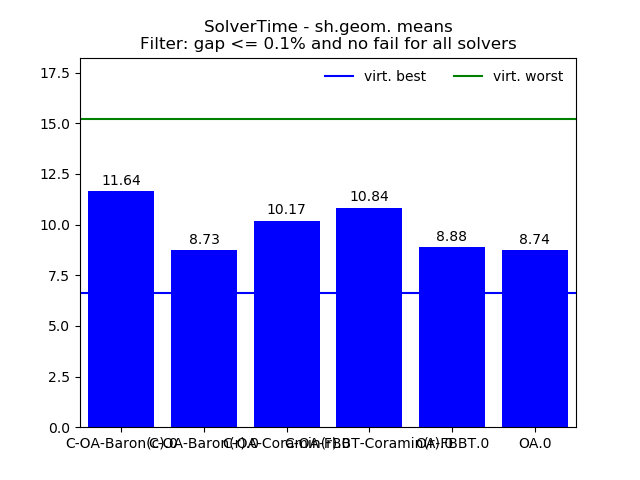 SolverTime - sh.geom. means
Filter: gap <= 0.1% and no fail for all solvers
virt. best
virt. worst
17.5
15.0
12.5
10.0
7.5
5.0
2.5
0.0
11.64
8.73
10.17
10.84
8.88
8.74
OA.0